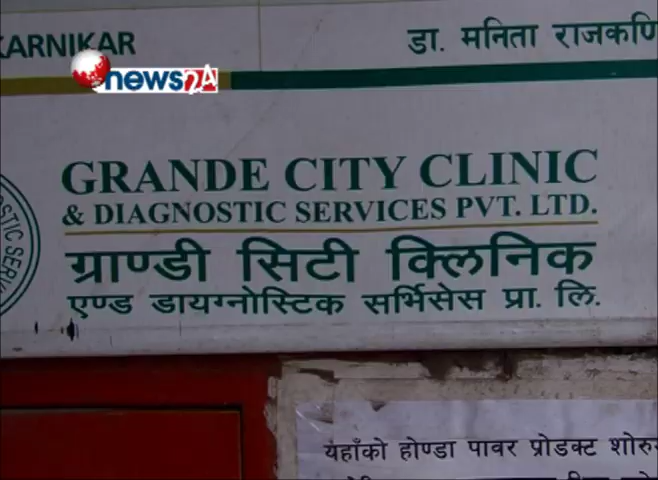 KARNIKAR
डा. मनिता राजकर्णि
news24
GRANDE CITY CLINIC
& DIAGNOSTIC SERVICES PVT. LTD.
ग्राण्डी सिटी क्लिनिक
एण्ड डायग्नोस्टिक सर्भिसेस प्रा. लि.
यहाँको होण्डा पावर प्रोडक्ट शोरु